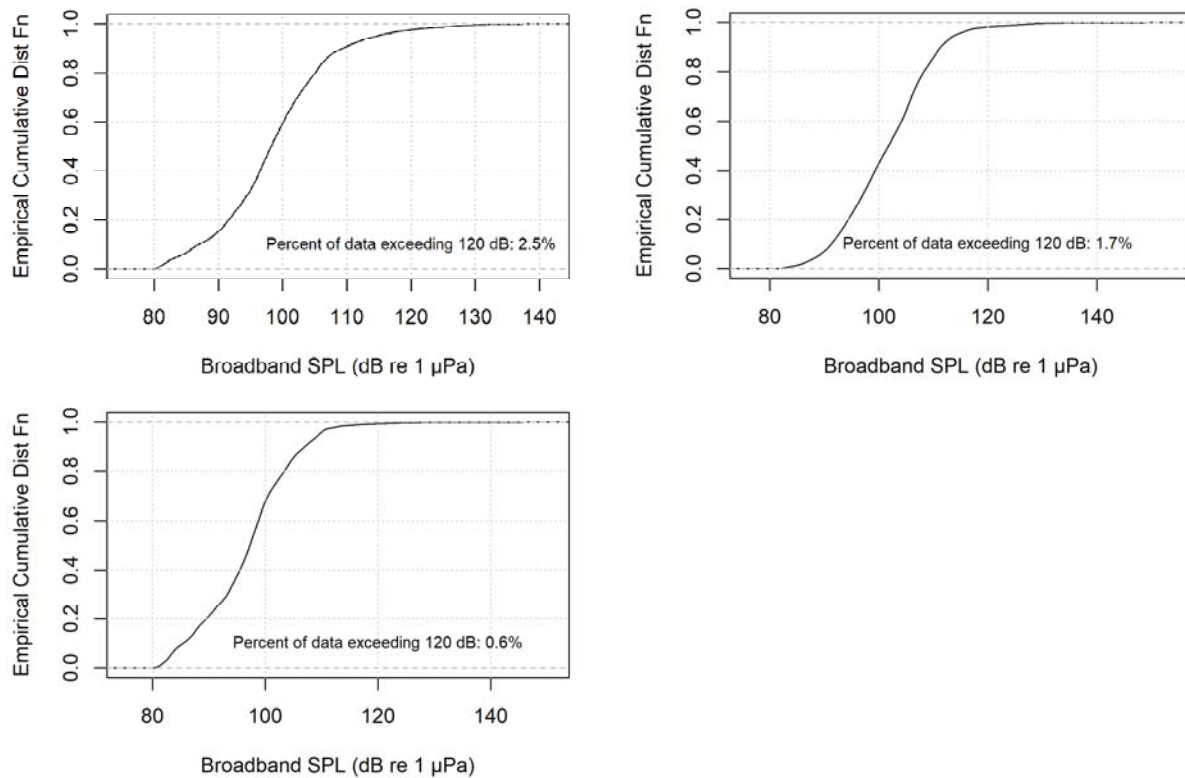 Empirical Cumulative Dist Fn
0.0 0.2 0.4 0.6 0.8 1.0
Percent of data exceeding 120 dB: 2.5%
80 90 100 110 120 130 140
Broadband SPL (dB re 1 µPa)
Empirical Cumulative Dist Fn
0.0 0.2 0.4 0.6 0.8 1.0
Percent of data exceeding 120 dB: 1.7%
80 100 120 140
Broadband SPL (dB re 1 µPa)
Empirical Cumulative Dist Fn
0.0 0.2 0.4 0.6 0.8 1.0
Percent of data exceeding 120 dB: 0.6%
80 100 120 140
Broadband SPL (dB re 1 µPa)